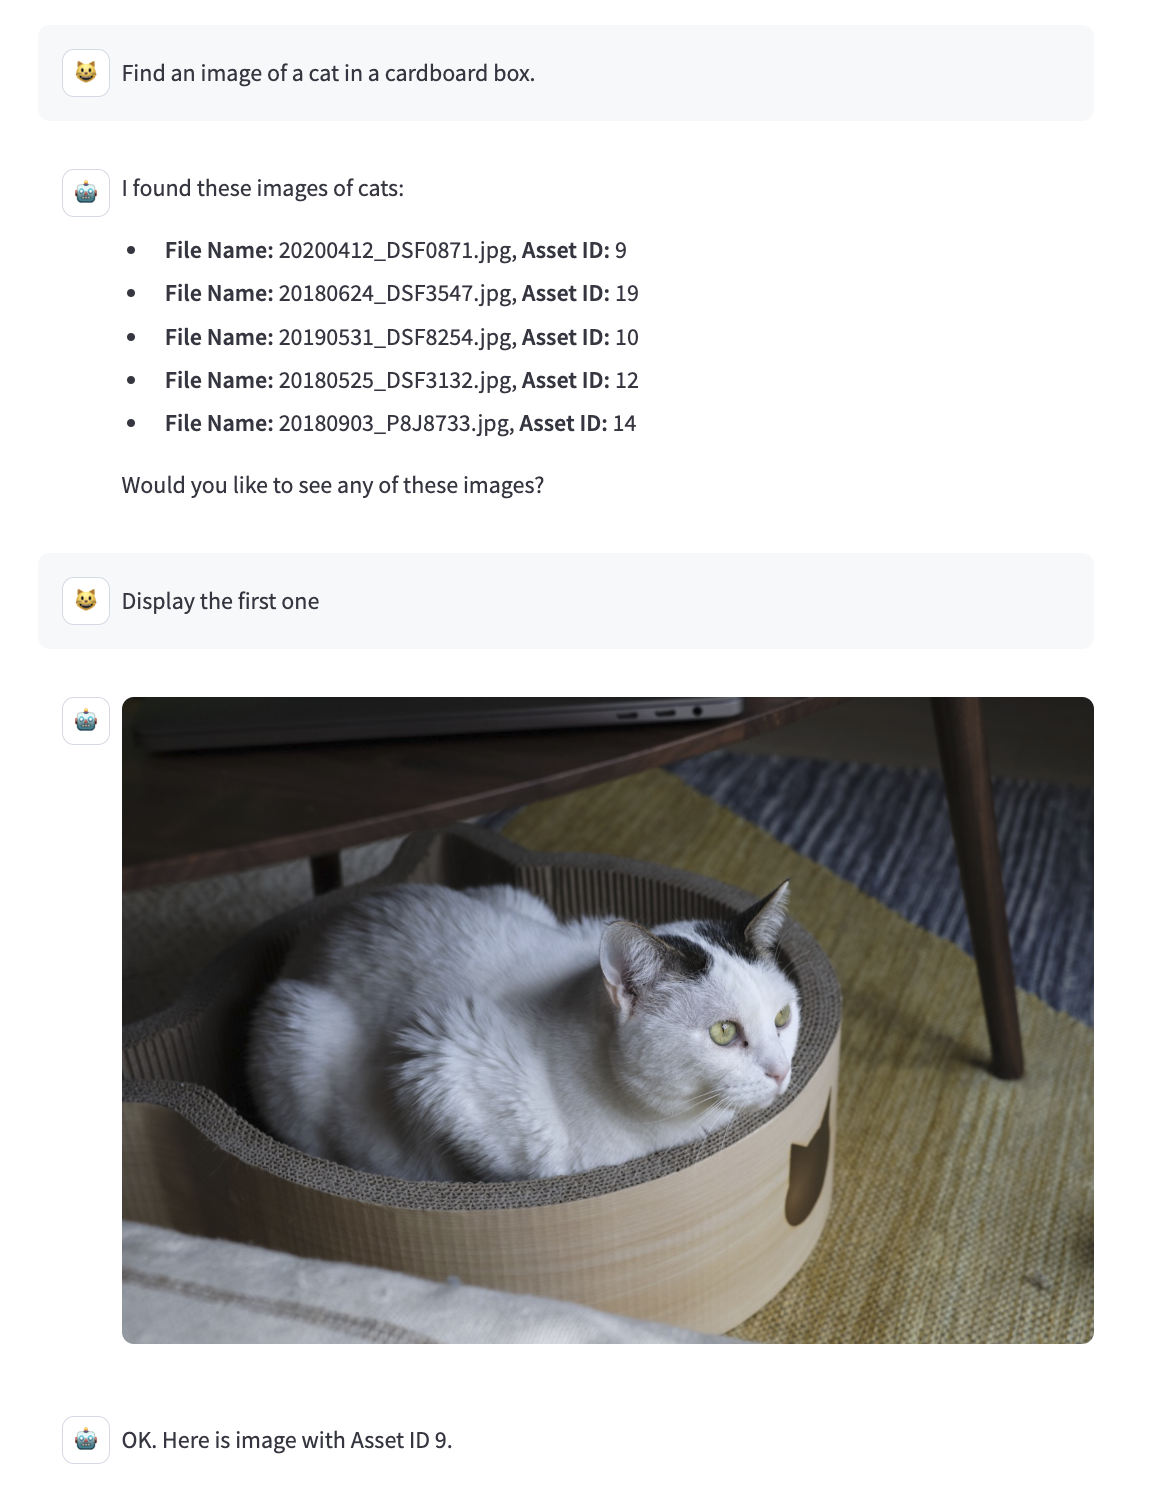 Find an image of a cat in a cardboard box.
I found these images of cats:
File Name: 20200412_DSF0871.jpg, Asset ID: 9
File Name: 20180624_DSF3547.jpg, Asset ID: 19
File Name: 20190531_DSF8254.jpg, Asset ID: 10
File Name: 20180525_DSF3132.jpg, Asset ID: 12
File Name: 20180903_P8J8733.jpg, Asset ID: 14
Would you like to see any of these images?
Display the first one
OK. Here is image with Asset ID 9.